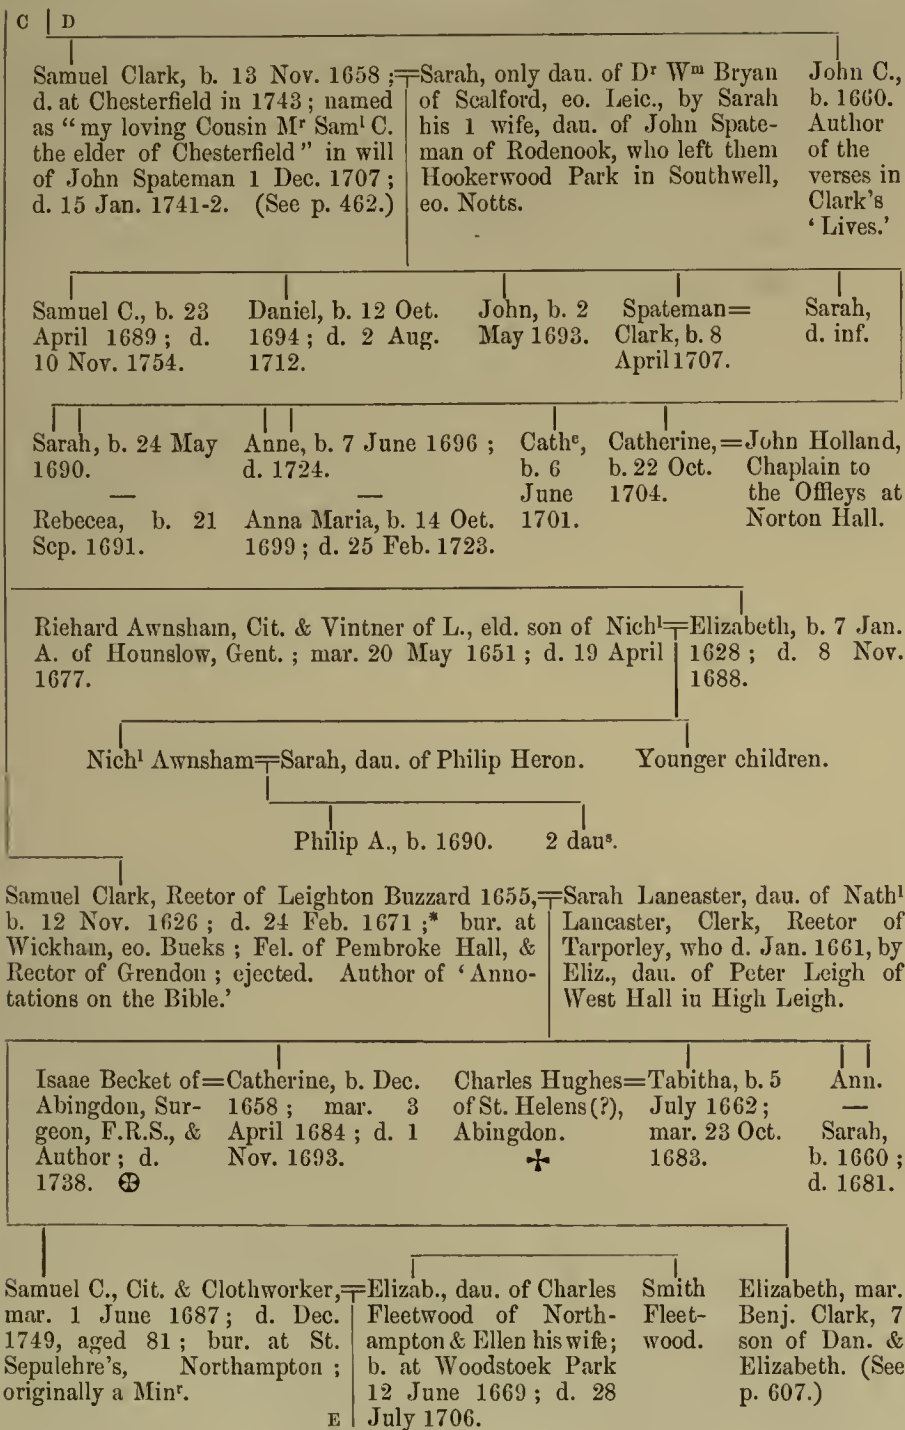 C | D
Samuel Clark, b. 13 Nov. 1658 ;=
d. at Chesterfield in 1743 ; named
as “ my loving Cousin Mʳ Samˡ C.
the elder of Chesterfield ” in will
of John Spateman 1 Dec. 1707 ;
d. 15 Jan. 1741-2. (See p. 462.)
Sarah, only dau. of Dʳ Wᵐ Bryan
of Scalford, eo. Leic., by Sarah
his 1 wife, dau. of John Spate-
man of Rodenook, who left them
Hookerwood Park in Southwell,
eo. Notts.
John C.,
b. 1660.
Author
of the
verses in
Clark's
‘ Lives.’
Samuel C., b. 23
April 1689 ; d.
10 Nov. 1754.
Daniel, b. 12 Oet.
1694 ; d. 2 Aug.
1712.
John, b. 2
May 1693.
Spateman=
Clark, b. 8
April 1707.
Sarah,
d. inf.
Sarah, b. 24 May
1690.
—
Rebecea, b. 21
Sep. 1691.
Anne, b. 7 June 1696 ;
d. 1724.
—
Anna Maria, b. 14 Oet.
1699 ; d. 25 Feb. 1723.
Cathᵉ,
b. 6
June
1701.
Catherine,=
b. 22 Oct.
1704.
John Holland,
Chaplain to
the Offleys at
Norton Hall.
Riehard Awnsham, Cit. & Vintner of L., eld. son of Nichˡ=
A. of Hounslow, Gent. ; mar. 20 May 1651 ; d. 19 April
1677.
Elizabeth, b. 7 Jan.
1628 ; d. 8 Nov.
1688.
Nichˡ Awnsham=Sarah, dau. of Philip Heron.
Younger children.
Philip A., b. 1690.
2 dauˢ.
Samuel Clark, Reetor of Leighton Buzzard 1655,=
b. 12 Nov. 1626 ; d. 24 Feb. 1671 ;* bur. at
Wickham, eo. Bueks ; Fel. of Pembroke Hall, &
Rector of Grendon ; ejected. Author of ‘ Anno-
tations on the Bible.’
Sarah Laneaster, dau. of Nathˡ
Lancaster, Clerk, Reetor of
Tarporley, who d. Jan. 1661, by
Eliz., dau. of Peter Leigh of
West Hall in High Leigh.
Isaae Becket of=
Abingdon, Sur-
geon, F.R.S., &
Author ; d.
1738. ⊕
Catherine, b. Dec.
1658 ; mar. 3
April 1684 ; d. 1
Nov. 1693.
Charles Hughes=
of St. Helens (?),
Abingdon.
✢
Tabitha, b. 5
July 1662 ;
mar. 23 Oct.
1683.
Ann.
—
Sarah,
b. 1660 ;
d. 1681.
Samuel C., Cit. & Clothworker,=
mar. 1 June 1687 ; d. Dec.
1749, aged 81 ; bur. at St.
Sepulehre's, Northampton ;
originally a Minʳ.
E
Elizab., dau. of Charles
Fleetwood of North-
ampton & Ellen his wife ;
b. at Woodstoek Park
12 June 1669 ; d. 28
July 1706.
Smith
Fleet-
wood.
Elizabeth, mar.
Benj. Clark, 7
son of Dan. &
Elizabeth. (See
p. 607.)